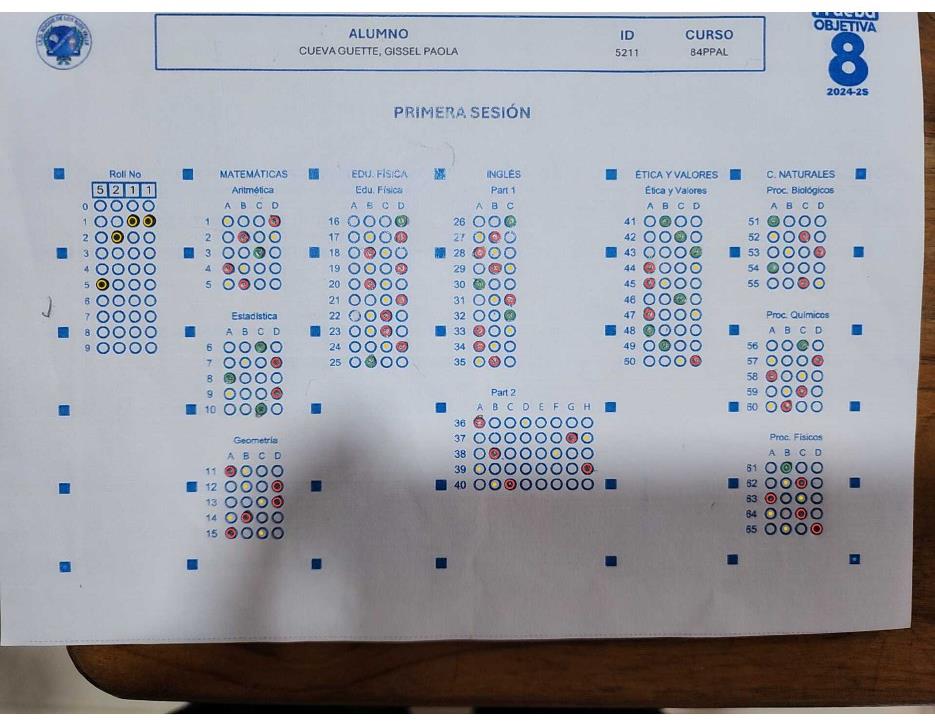 Prueba
OBJETIVA
8
2024-2S
ALUMNO ID CURSO
CUEVA GUETTE, GISSEL PAOLA 5211 84PPAL
PRIMERA SESIÓN
Roll No
5 2 1 1
0
1
2
3
4
5
6
7
8
9
MATEMÁTICAS
Aritmética
A B C D
1
2
3
4
5
Estadística
A B C D
6
7
8
9
10
Geometría
A B C D
11
12
13
14
15
EDU. FÍSICA
Edu. Física
A B C D
16
17
18
19
20
21
22
23
24
25
INGLÉS
Part 1
A B C
26
27
28
29
30
31
32
33
34
35
Part 2
A B C D E F G H
36
37
38
39
40
ÉTICA Y VALORES
Ética y Valores
A B C D
41
42
43
44
45
46
47
48
49
50
C. NATURALES
Proc. Biológicos
A B C D
51
52
53
54
55
Proc. Químicos
A B C D
56
57
58
59
60
Proc. Físicos
A B C D
61
62
63
64
65